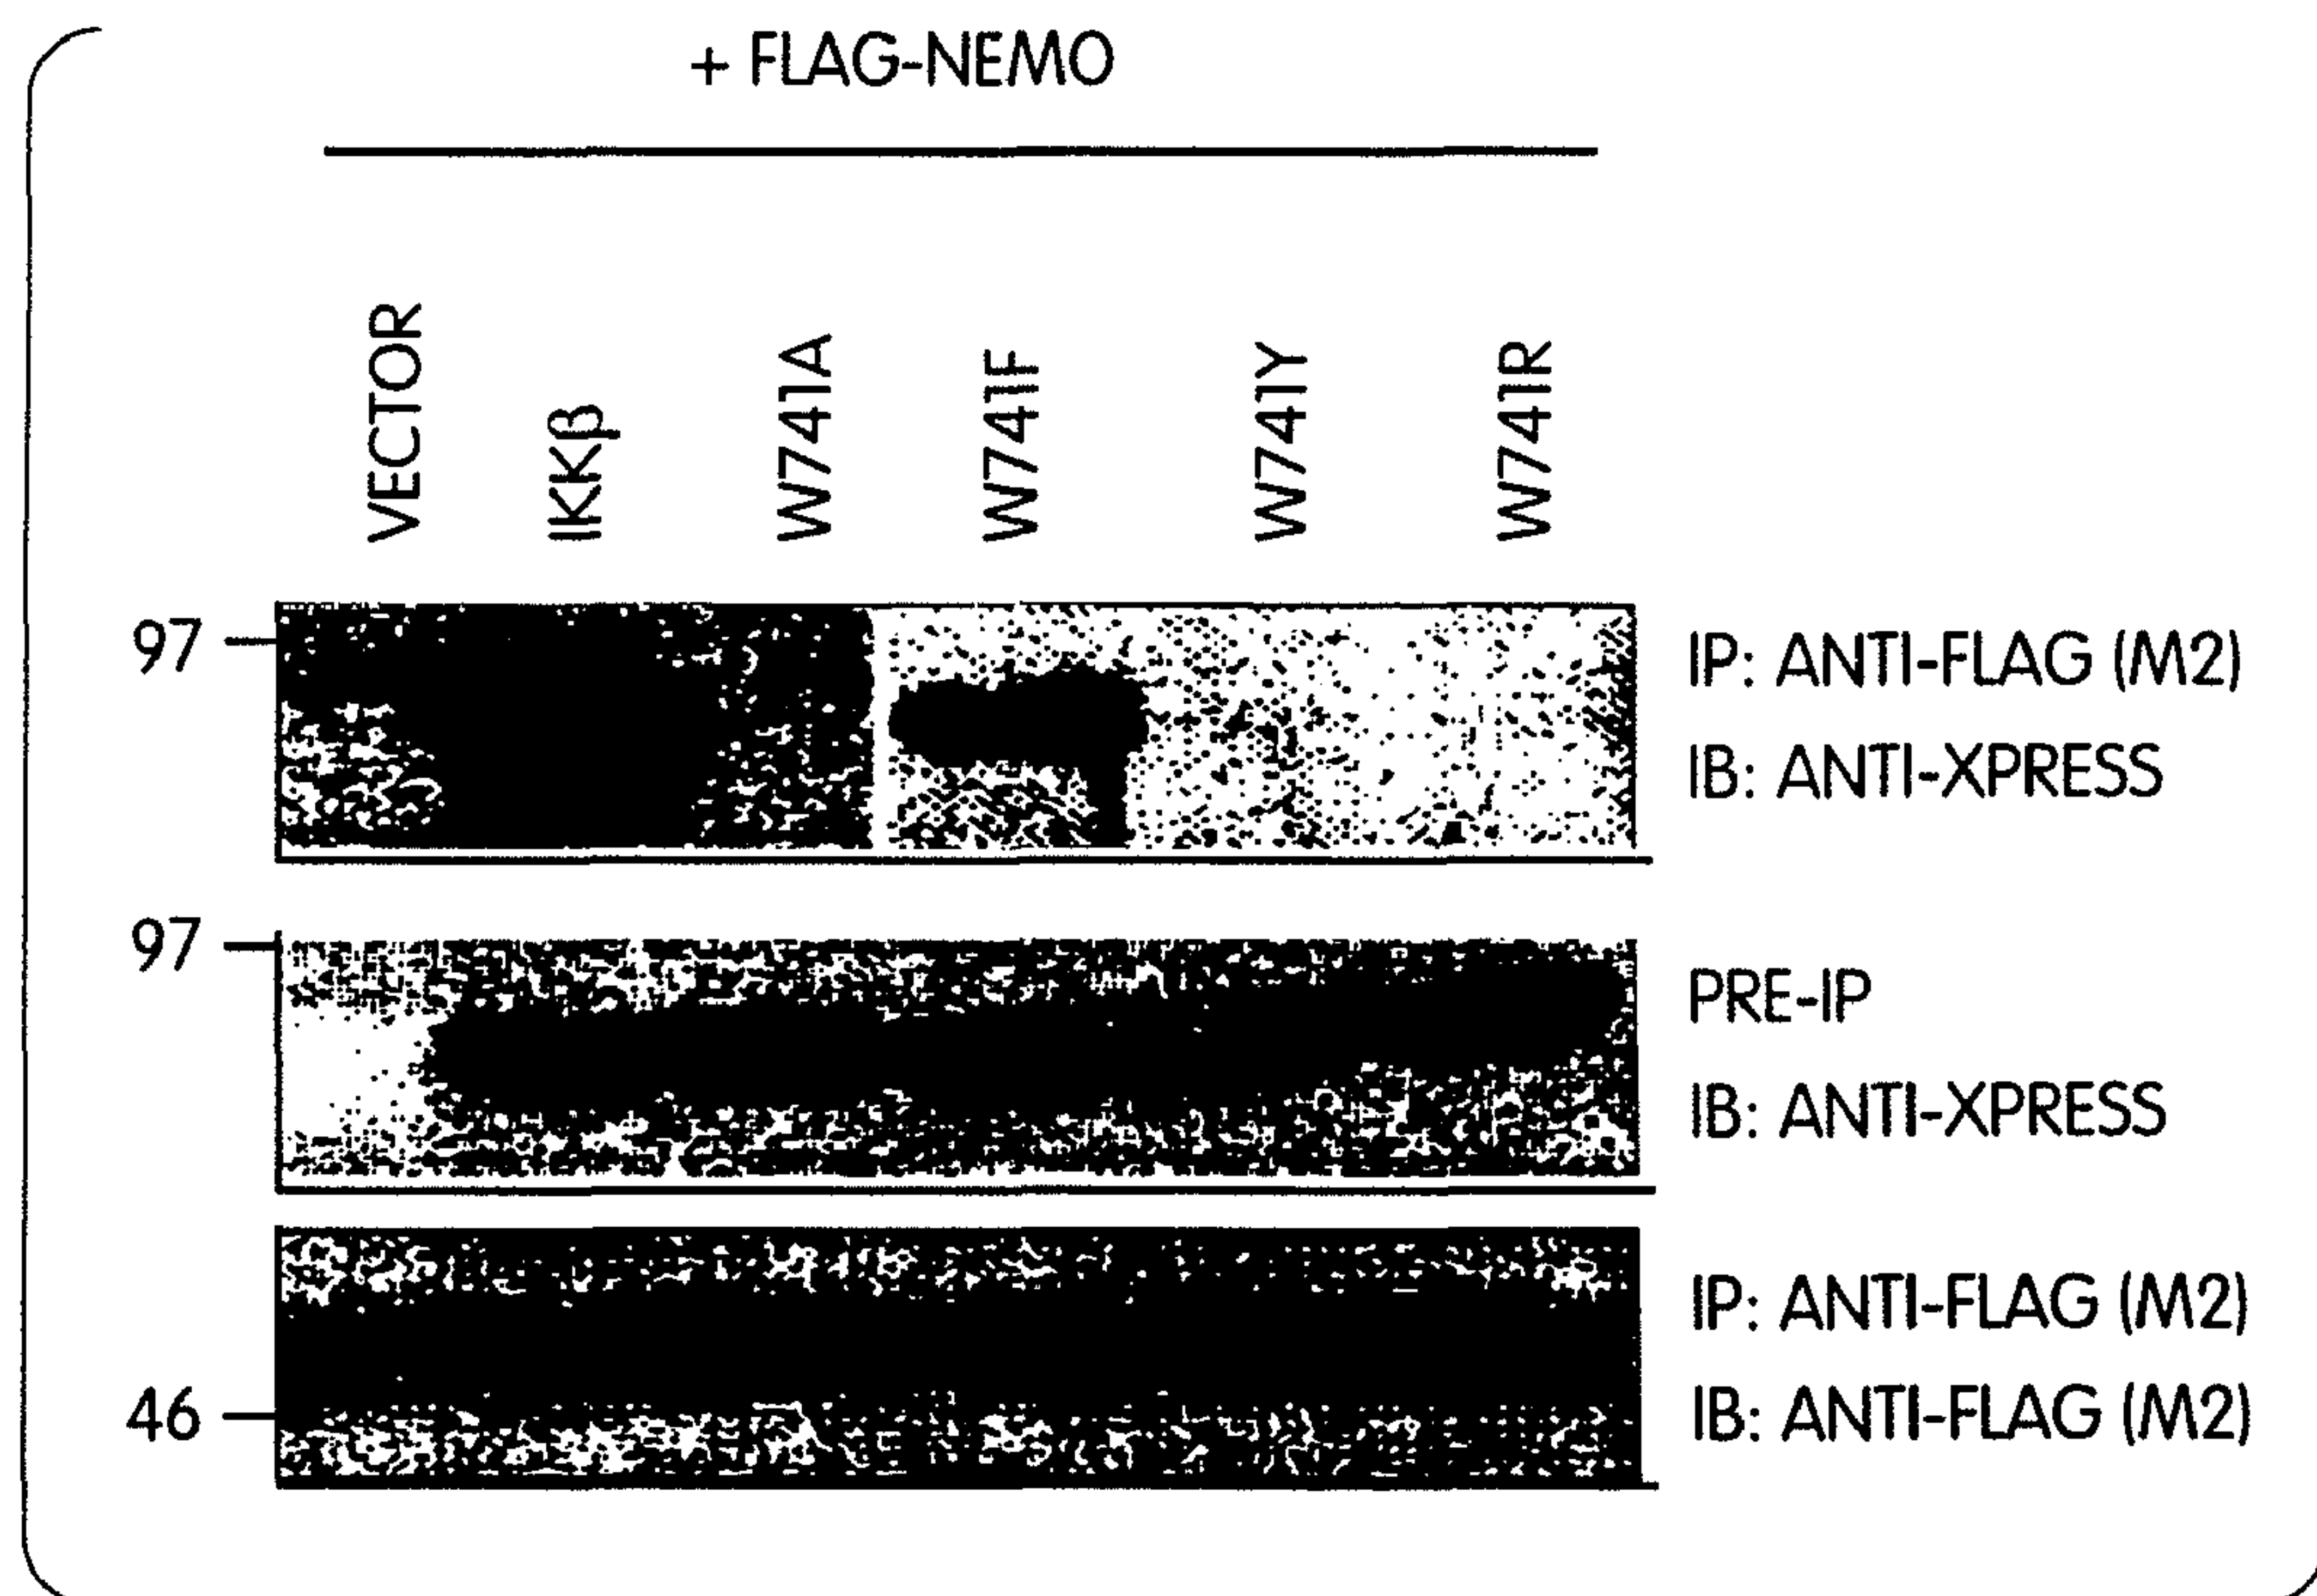 + FLAG-NEMO
VECTOR
IKKβ
W741A
W741F
W741Y
W741R
97
IP: ANTI-FLAG (M2)
IB: ANTI-XPRESS
97
PRE-IP
IB: ANTI-XPRESS
46
IP: ANTI-FLAG (M2)
IB: ANTI-FLAG (M2)